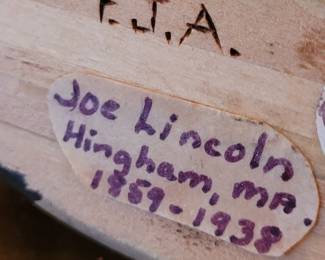 F.J.A.
Joe Lincoln
Hingham, MA.
1859-1938